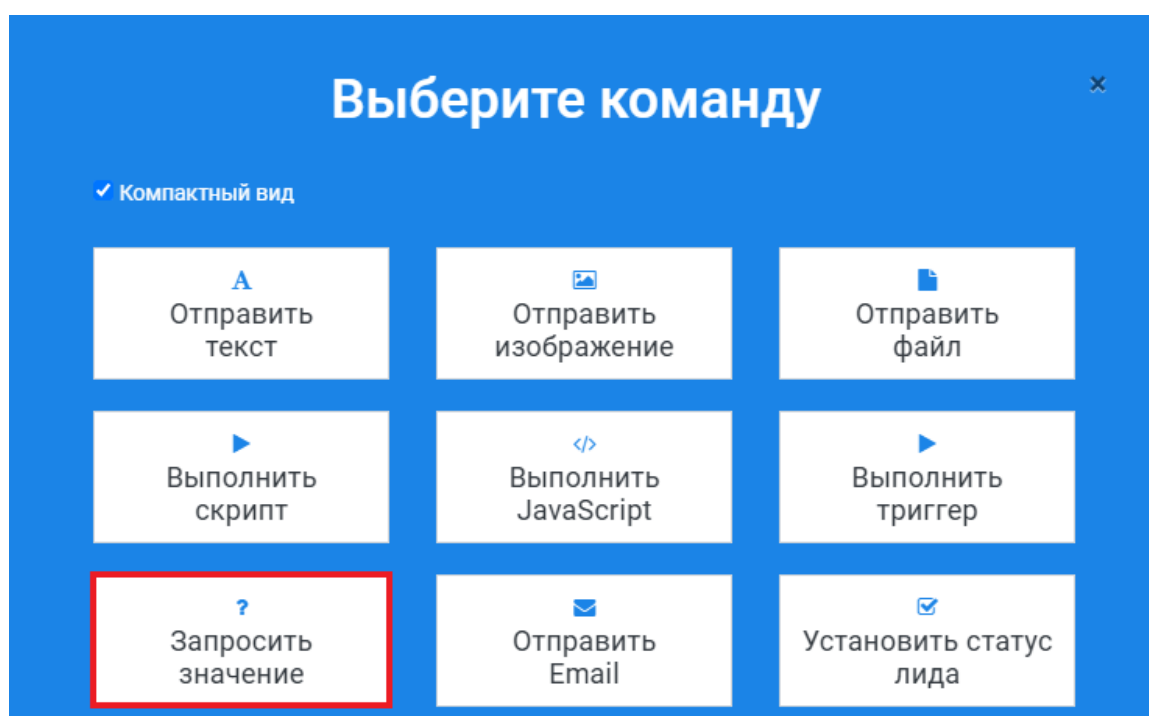 Выберите команду
Компактный вид
Отправить
текст
Отправить
изображение
Отправить
файл
Выполнить
скрипт
Выполнить
JavaScript
Выполнить
триггер
Запросить
значение
Отправить
Email
Установить статус
лида